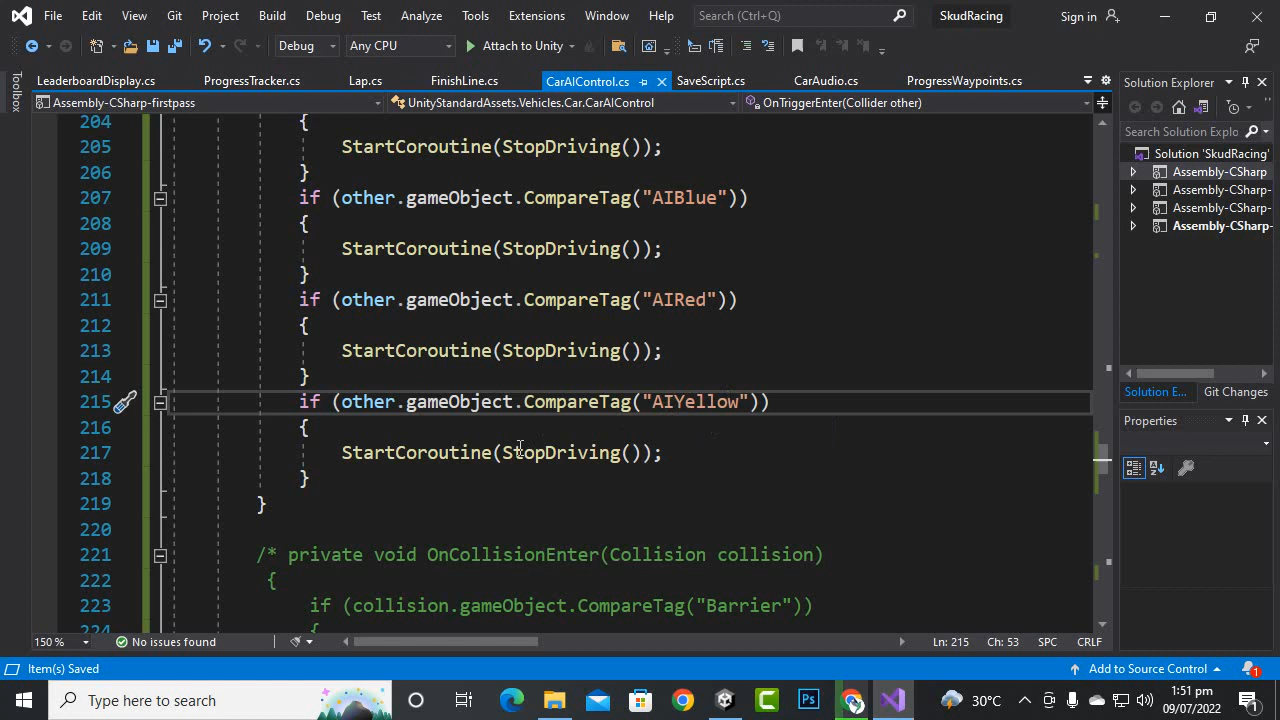 File Edit View Git Project Build Debug Test Analyze Tools Extensions Window Help Search (Ctrl+Q) SkudRacing Sign in
Debug Any CPU Attach to Unity
Toolbox
LeaderboardDisplay.cs ProgressTracker.cs Lap.cs FinishLine.cs CarAIControl.cs SaveScript.cs CarAudio.cs ProgressWaypoints.cs
Assembly-CSharp-firstpass UnityStandardAssets.Vehicles.Car.CarAIControl OnTriggerEnter(Collider other)
204 {
205 StartCoroutine(StopDriving());
206 }
207 if (other.gameObject.CompareTag("AIBlue"))
208 {
209 StartCoroutine(StopDriving());
210 }
211 if (other.gameObject.CompareTag("AIRed"))
212 {
213 StartCoroutine(StopDriving());
214 }
215 if (other.gameObject.CompareTag("AIYellow"))
216 {
217 StartCoroutine(StopDriving());
218 }
219 }
220
221 /* private void OnCollisionEnter(Collision collision)
222 {
223 if (collision.gameObject.CompareTag("Barrier"))
224 {
150 % No issues found Ln: 215 Ch: 53 SPC CRLF
Solution Explorer
Search Solution Explo
Solution 'SkudRacing'
Assembly-CSharp
Assembly-CSharp-
Assembly-CSharp-
Assembly-CSharp-
Solution E... Git Changes
Properties
Item(s) Saved Add to Source Control 1
Type here to search 30°C 1:51 pm
09/07/2022